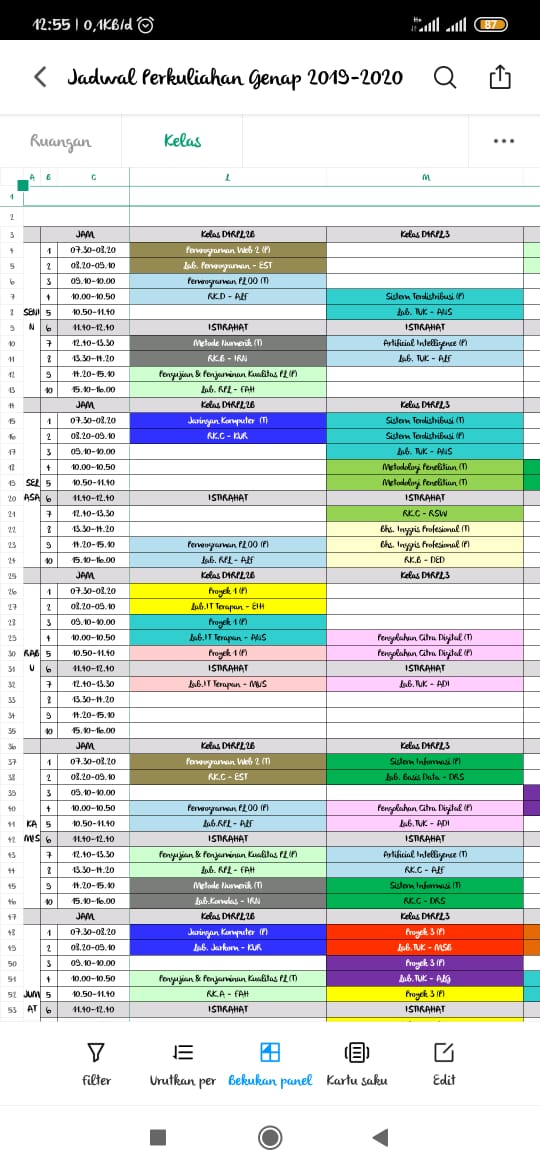 12:55 | 0,1KB/d
87
Jadwal Perkuliahan Genap 2019-2020
Ruangan Kelas
A B C L M
1
2
3 JAM Kelas D4RPL2B Kelas D4RPL3
4 1 07.30-08.20 Pemrograman Web 2 (P)
5 2 08.20-09.10 Lab. Pemrograman - EST
6 3 09.10-10.00 Pemrograman PLOO (T)
7 4 10.00-10.50 RK.D - ALF Sistem Terdistribusi (P)
8 SENI 5 10.50-11.40 Lab. TUK - ANS
9 N 6 11.40-12.40 ISTIRAHAT ISTIRAHAT
10 7 12.40-13.30 Metode Numerik (T) Artificial Intelligence (P)
11 8 13.30-14.20 RK.B - IRN Lab. TUK - ALF
12 9 14.20-15.10 Pengujian & Penjaminan Kualitas PL (P)
13 10 15.10-16.00 Lab. RPL - FAH
14 JAM Kelas D4RPL2B Kelas D4RPL3
15 1 07.30-08.20 Jaringan Komputer (T) Sistem Terdistribusi (T)
16 2 08.20-09.10 RK.C - KUR Sistem Terdistribusi (P)
17 3 09.10-10.00 Lab. TUK - ANS
18 4 10.00-10.50 Metodologi Penelitian (T)
19 SEL 5 10.50-11.40 Metodologi Penelitian (T)
20 ASA 6 11.40-12.40 ISTIRAHAT ISTIRAHAT
21 7 12.40-13.30 RK.C - RSW
22 8 13.30-14.20 Bhs. Inggris Profesional (T)
23 9 14.20-15.10 Pemrograman PLOO (P) Bhs. Inggris Profesional (P)
24 10 15.10-16.00 Lab. RPL - ALF RK.B - DED
25 JAM Kelas D4RPL2B Kelas D4RPL3
26 1 07.30-08.20 Proyek 1 (P)
27 2 08.20-09.10 Lab.IT Terapan - EIH
28 3 09.10-10.00 Proyek 1 (P)
29 4 10.00-10.50 Lab.IT Terapan - ANS Pengolahan Citra Digital (T)
30 RAB 5 10.50-11.40 Proyek 1 (P) Pengolahan Citra Digital (P)
31 U 6 11.40-12.40 ISTIRAHAT ISTIRAHAT
32 7 12.40-13.30 Lab.IT Terapan - MUS Lab.TUK - ADI
33 8 13.30-14.20
34 9 14.20-15.10
35 10 15.10-16.00
36 JAM Kelas D4RPL2B Kelas D4RPL3
37 1 07.30-08.20 Pemrograman Web 2 (T) Sistem Informasi (P)
38 2 08.20-09.10 RK.C - EST Lab. Basis Data - DRS
39 3 09.10-10.00
40 4 10.00-10.50 Pemrograman PLOO (P) Pengolahan Citra Digital (P)
41 KA 5 10.50-11.40 Lab.RPL - ALF Lab.TUK - ADI
42 MIS 6 11.40-12.40 ISTIRAHAT ISTIRAHAT
43 7 12.40-13.30 Pengujian & Penjaminan Kualitas PL (P) Artificial Intelligence (T)
44 8 13.30-14.20 Lab. RPL - FAH RK.C - ALF
45 9 14.20-15.10 Metode Numerik (T) Sistem Informasi (T)
46 10 15.10-16.00 Lab.Komdas - IRN RK.C - DRS
47 JAM Kelas D4RPL2B Kelas D4RPL3
48 1 07.30-08.20 Jaringan Komputer (P) Proyek 3 (P)
49 2 08.20-09.10 Lab. Jarkom - KUR Lab.TUK - MSB
50 3 09.10-10.00 Proyek 3 (P)
51 4 10.00-10.50 Pengujian & Penjaminan Kualitas PL (T) Lab.TUK - ALG
52 JUM 5 10.50-11.40 RK.A - FAH Proyek 3 (P)
53 AT 6 11.40-12.40 ISTIRAHAT ISTIRAHAT
Filter Urutkan per Bekukan panel Kartu saku Edit